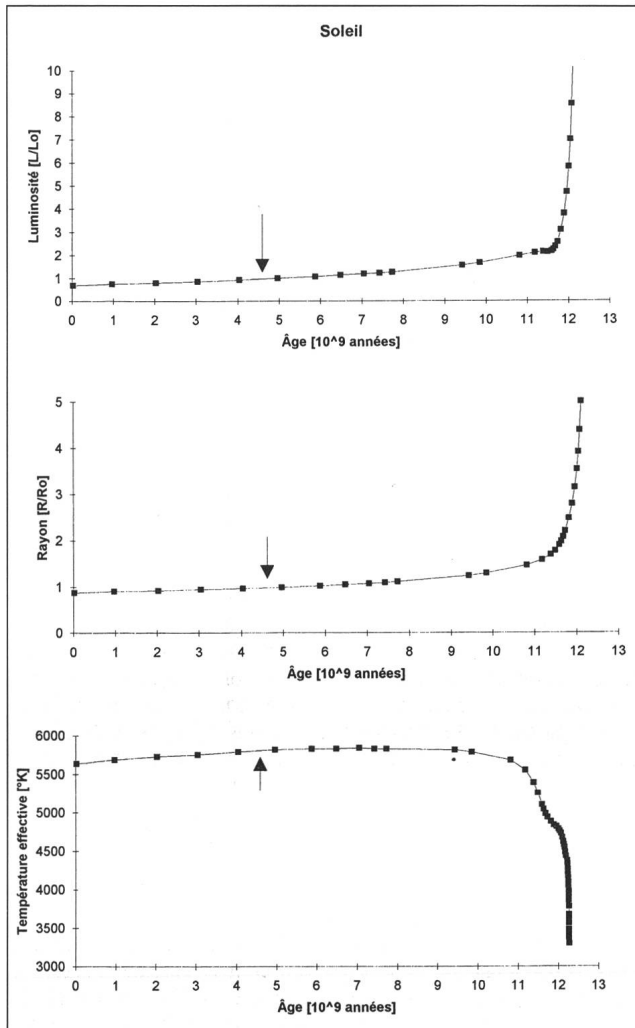 Soleil
Luminosité [L/Lo]
10
9
8
7
6
5
4
3
2
1
0
0 1 2 3 4 5 6 7 8 9 10 11 12 13
Âge [10^9 années]
Rayon [R/Ro]
5
4
3
2
1
0
0 1 2 3 4 5 6 7 8 9 10 11 12 13
Âge [10^9 années]
Température effective [°K]
6000
5500
5000
4500
4000
3500
3000
0 1 2 3 4 5 6 7 8 9 10 11 12 13
Âge [10^9 années]